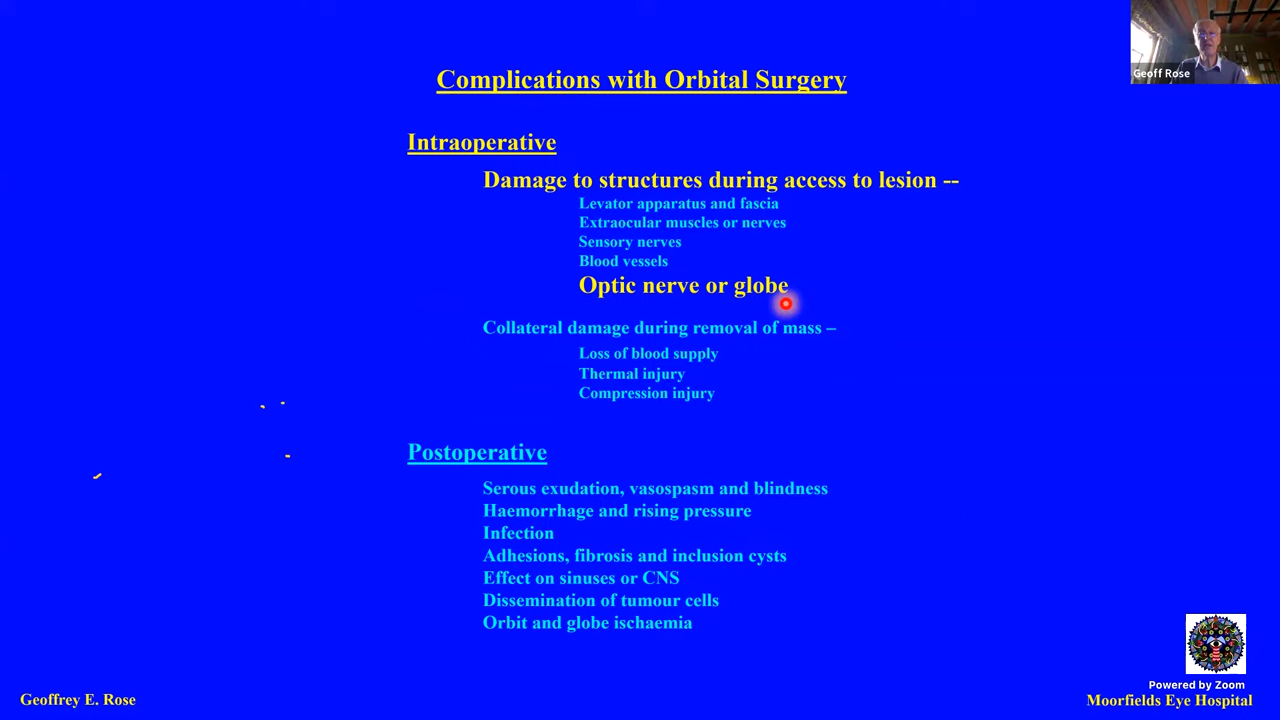 Geoff Rose
Complications with Orbital Surgery
Intraoperative
Damage to structures during access to lesion --
Levator apparatus and fascia
Extraocular muscles or nerves
Sensory nerves
Blood vessels
Optic nerve or globe
Collateral damage during removal of mass –
Loss of blood supply
Thermal injury
Compression injury
Postoperative
Serous exudation, vasospasm and blindness
Haemorrhage and rising pressure
Infection
Adhesions, fibrosis and inclusion cysts
Effect on sinuses or CNS
Dissemination of tumour cells
Orbit and globe ischaemia
Powered by Zoom
Geoffrey E. Rose
Moorfields Eye Hospital